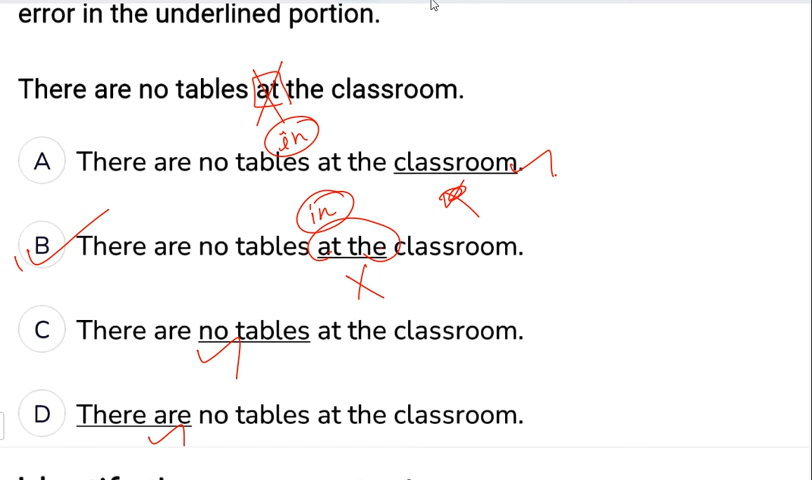 error in the underlined portion.
There are no tables at the classroom.
in
A There are no tables at the classroom.
in
B There are no tables at the classroom.
C There are no tables at the classroom.
D There are no tables at the classroom.